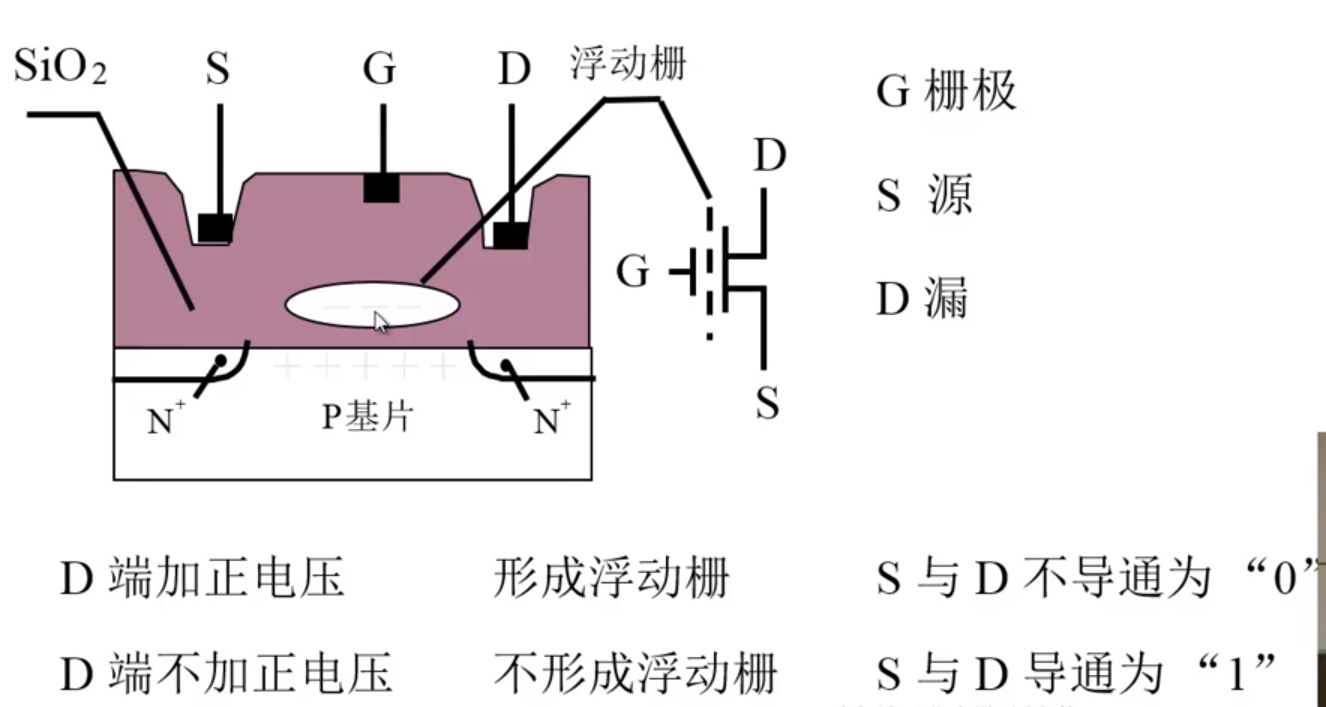 SiO2 S G D 浮动栅
G 栅极
D
S 源
G
D 漏
S
− − −
+ + + + +
N+ P基片 N+
D 端加正电压 形成浮动栅 S 与 D 不导通为 “0”
D 端不加正电压 不形成浮动栅 S 与 D 导通为 “1”